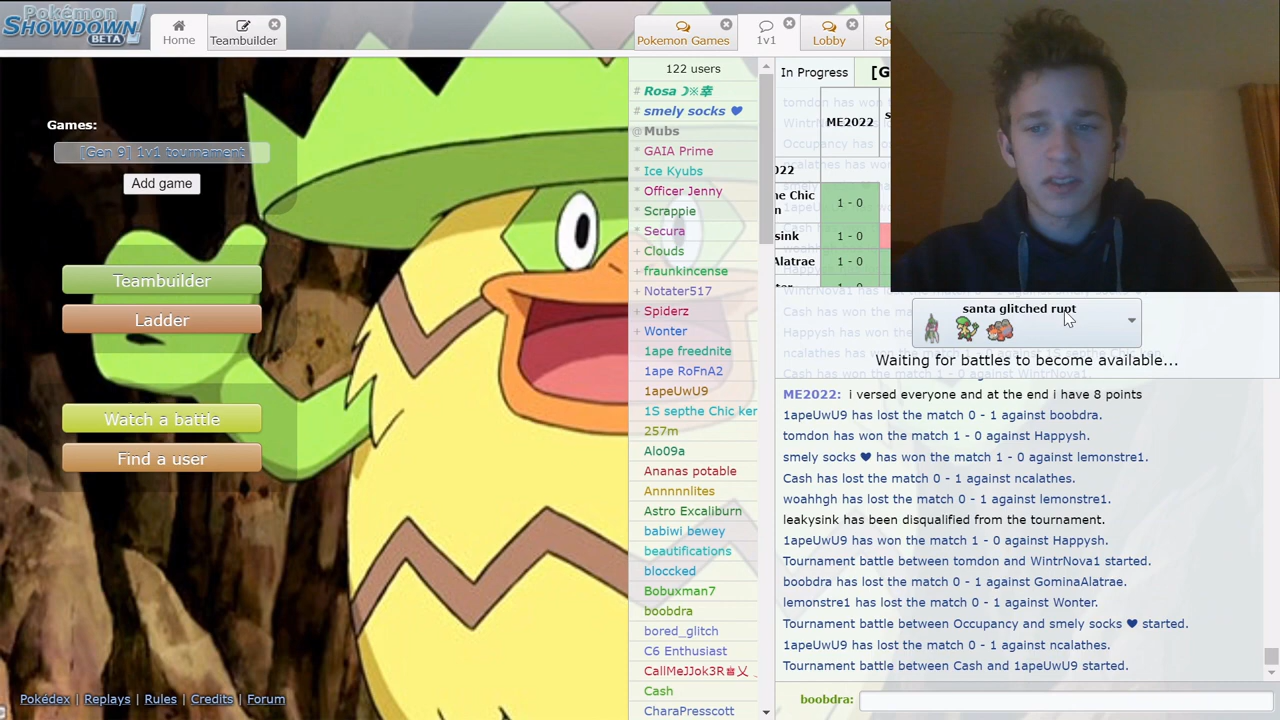 Pokémon
SHOWDOWN!
BETA
Home
Teambuilder
Pokemon Games
1v1
Lobby
Games:
[Gen 9] 1v1 tournament
Add game
Teambuilder
Ladder
Watch a battle
Find a user
Pokédex | Replays | Rules | Credits | Forum
122 users
# Rosa ☽※幸
# smely socks ♥
@ Mubs
* GAIA Prime
* Ice Kyubs
* Officer Jenny
* Scrappie
* Secura
+ Clouds
+ fraunkincense
+ Notater517
+ Spiderz
+ Wonter
1ape freednite
1ape RoFnA2
1apeUwU9
1S septhe Chic ker
257m
Alo09a
Ananas potable
Annnnnlites
Astro Excaliburn
babiwi bewey
beautifications
bloccked
Bobuxman7
boobdra
bored_glitch
C6 Enthusiast
Cash
CharaPresscott
In Progress
[G
ME2022
022
he Chic
n
1 - 0
sink
1 - 0
Alatrae
1 - 0
santa glitched rupt
Waiting for battles to become available...
ME2022: i versed everyone and at the end i have 8 points
1apeUwU9 has lost the match 0 - 1 against boobdra.
tomdon has won the match 1 - 0 against Happysh.
smely socks ♥ has won the match 1 - 0 against lemonstre1.
Cash has lost the match 0 - 1 against ncalathes.
woahhgh has lost the match 0 - 1 against lemonstre1.
leakysink has been disqualified from the tournament.
1apeUwU9 has won the match 1 - 0 against Happysh.
Tournament battle between tomdon and WintrNova1 started.
boobdra has lost the match 0 - 1 against GominaAlatrae.
lemonstre1 has lost the match 0 - 1 against Wonter.
Tournament battle between Occupancy and smely socks ♥ started.
1apeUwU9 has lost the match 0 - 1 against ncalathes.
Tournament battle between Cash and 1apeUwU9 started.
boobdra: